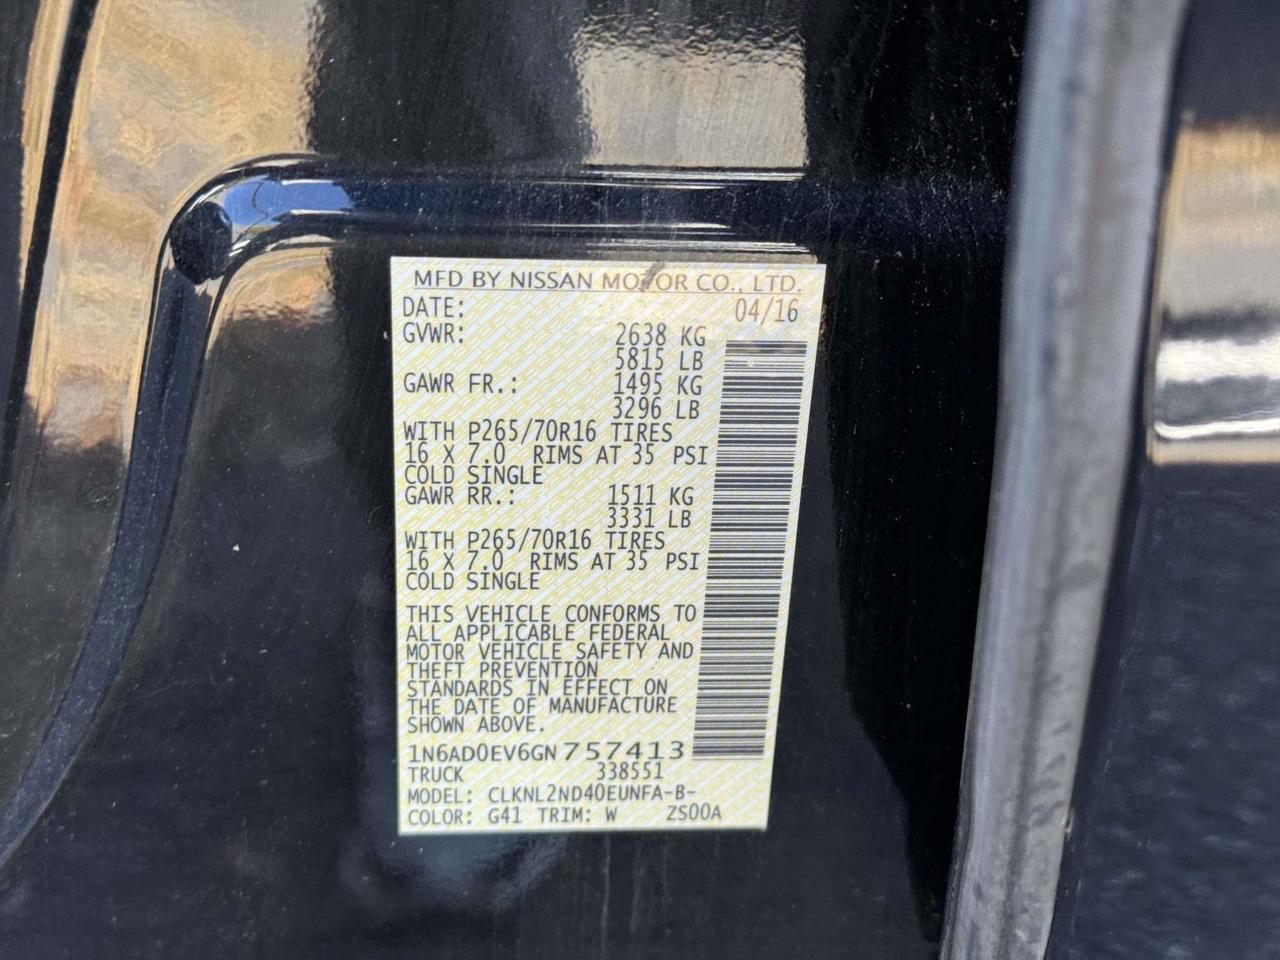 MFD BY NISSAN MOTOR CO., LTD.
DATE: 04/16
GVWR: 2638 KG
5815 LB
GAWR FR.: 1495 KG
3296 LB
WITH P265/70R16 TIRES
16 X 7.0 RIMS AT 35 PSI
COLD SINGLE
GAWR RR.: 1511 KG
3331 LB
WITH P265/70R16 TIRES
16 X 7.0 RIMS AT 35 PSI
COLD SINGLE
THIS VEHICLE CONFORMS TO
ALL APPLICABLE FEDERAL
MOTOR VEHICLE SAFETY AND
THEFT PREVENTION
STANDARDS IN EFFECT ON
THE DATE OF MANUFACTURE
SHOWN ABOVE.
1N6AD0EV6GN757413
TRUCK 338551
MODEL: CLKNL2ND40EUNFA-B-
COLOR: G41 TRIM: W ZS00A